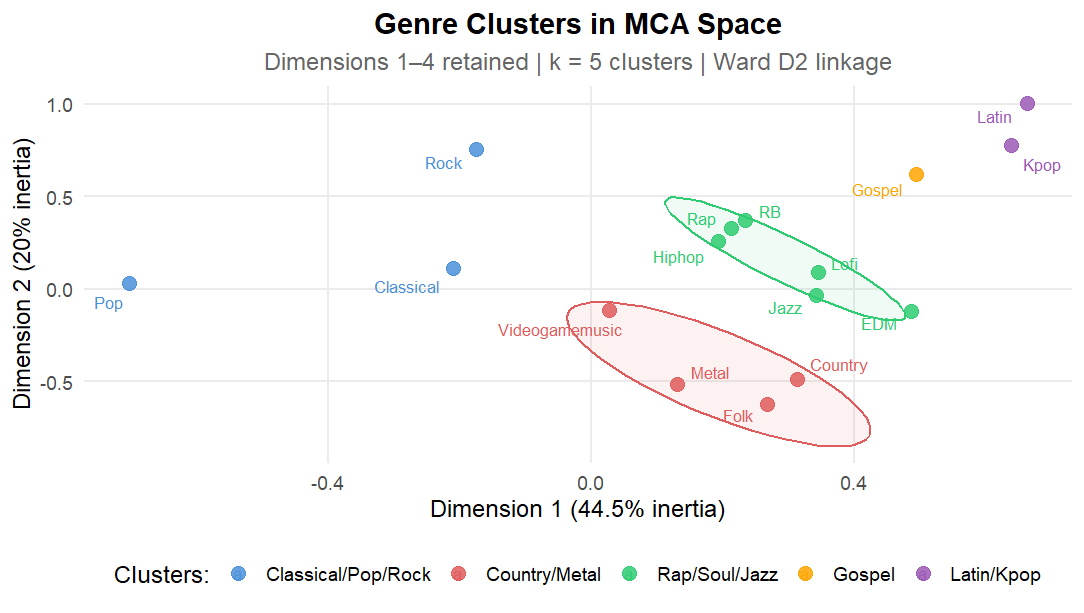 Genre Clusters in MCA Space
Dimensions 1–4 retained | k = 5 clusters | Ward D2 linkage
Dimension 2 (20% inertia)
1.0
0.5
0.0
-0.5
Latin
Kpop
Rock
Gospel
RB
Rap
Hiphop
Lofi
Classical
Pop
Jazz
EDM
Videogamemusic
Country
Metal
Folk
-0.4 0.0 0.4
Dimension 1 (44.5% inertia)
Clusters: Classical/Pop/Rock Country/Metal Rap/Soul/Jazz Gospel Latin/Kpop